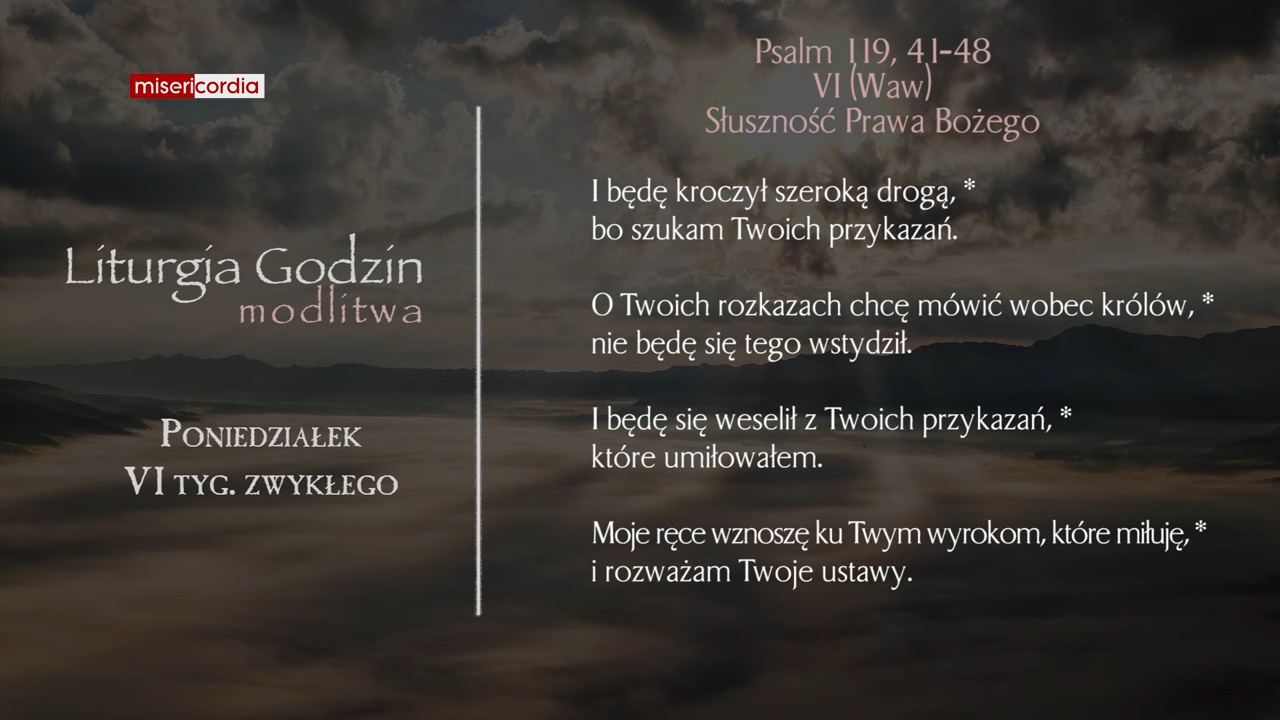 misericordia
Liturgia Godzin
modlitwa
Poniedziałek
VI tyg. zwykłego
Psalm 119, 41-48
VI (Waw)
Słuszność Prawa Bożego
I będę kroczył szeroką drogą, *
bo szukam Twoich przykazań.
O Twoich rozkazach chcę mówić wobec królów, *
nie będę się tego wstydził.
I będę się weselił z Twoich przykazań, *
które umiłowałem.
Moje ręce wznoszę ku Twym wyrokom, które miłuję, *
i rozważam Twoje ustawy.